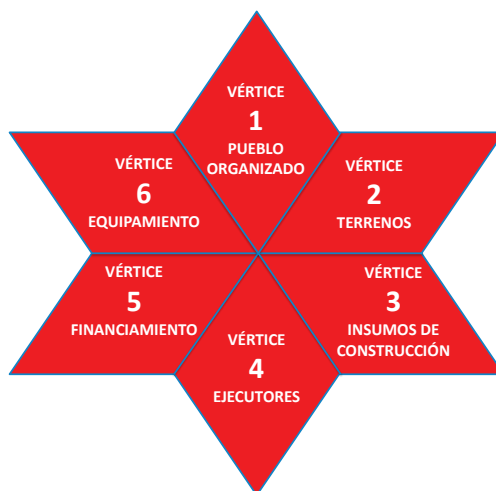 VÉRTICE
1
PUEBLO
ORGANIZADO
VÉRTICE
2
TERRENOS
VÉRTICE
3
INSUMOS DE
CONSTRUCCIÓN
VÉRTICE
4
EJECUTORES
VÉRTICE
5
FINANCIAMIENTO
VÉRTICE
6
EQUIPAMIENTO